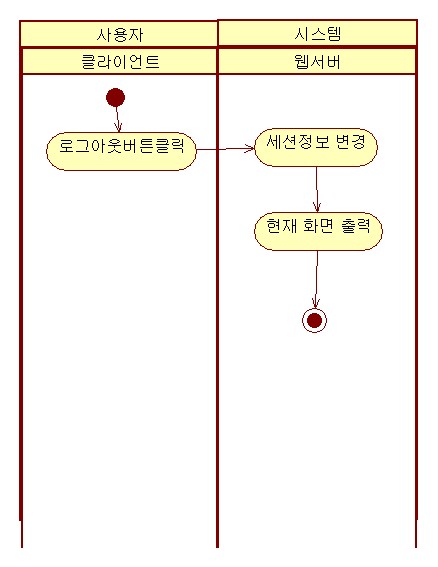 사용자
시스템
클라이언트
웹서버
로그아웃버튼클릭
세션정보 변경
현재 화면 출력